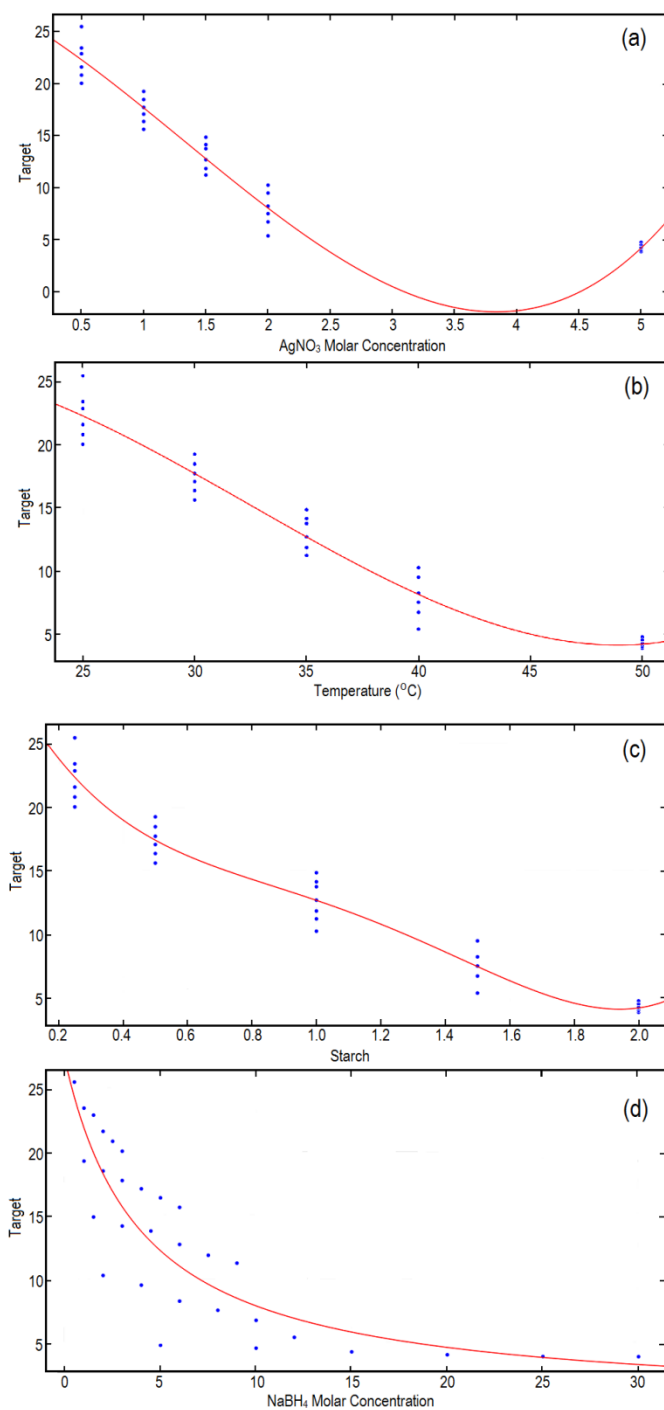 (a)
25
20
15
10
5
0
Target
0.5 1 1.5 2 2.5 3 3.5 4 4.5 5
AgNO₃ Molar Concentration
(b)
25
20
15
10
5
Target
25 30 35 40 45 50
Temperature (ᴼC)
(c)
25
20
15
10
5
Target
0.2 0.4 0.6 0.8 1.0 1.2 1.4 1.6 1.8 2.0
Starch
(d)
25
20
15
10
5
Target
0 5 10 15 20 25 30
NaBH₄ Molar Concentration